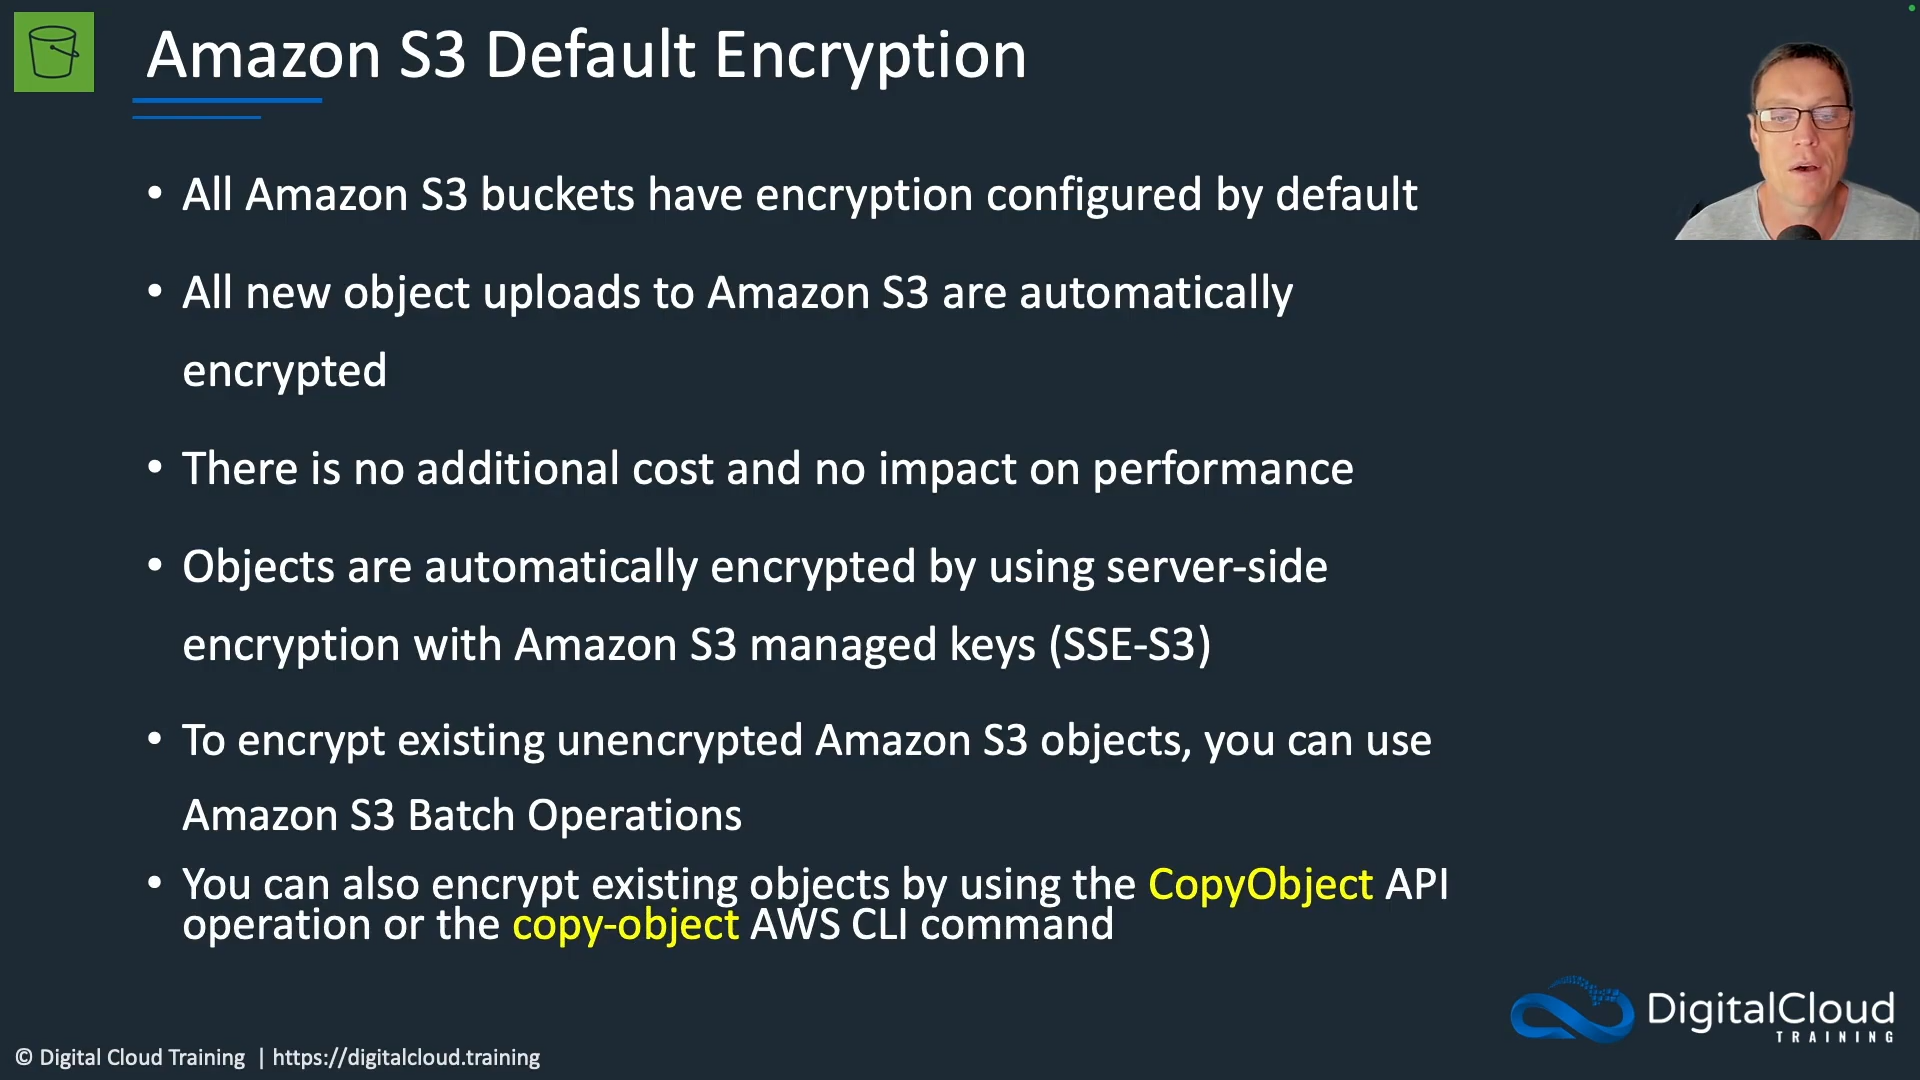 Amazon S3 Default Encryption
• All Amazon S3 buckets have encryption configured by default
• All new object uploads to Amazon S3 are automatically
encrypted
• There is no additional cost and no impact on performance
• Objects are automatically encrypted by using server-side
encryption with Amazon S3 managed keys (SSE-S3)
• To encrypt existing unencrypted Amazon S3 objects, you can use
Amazon S3 Batch Operations
• You can also encrypt existing objects by using the CopyObject API
operation or the copy-object AWS CLI command
DigitalCloud
TRAINING
© Digital Cloud Training | https://digitalcloud.training